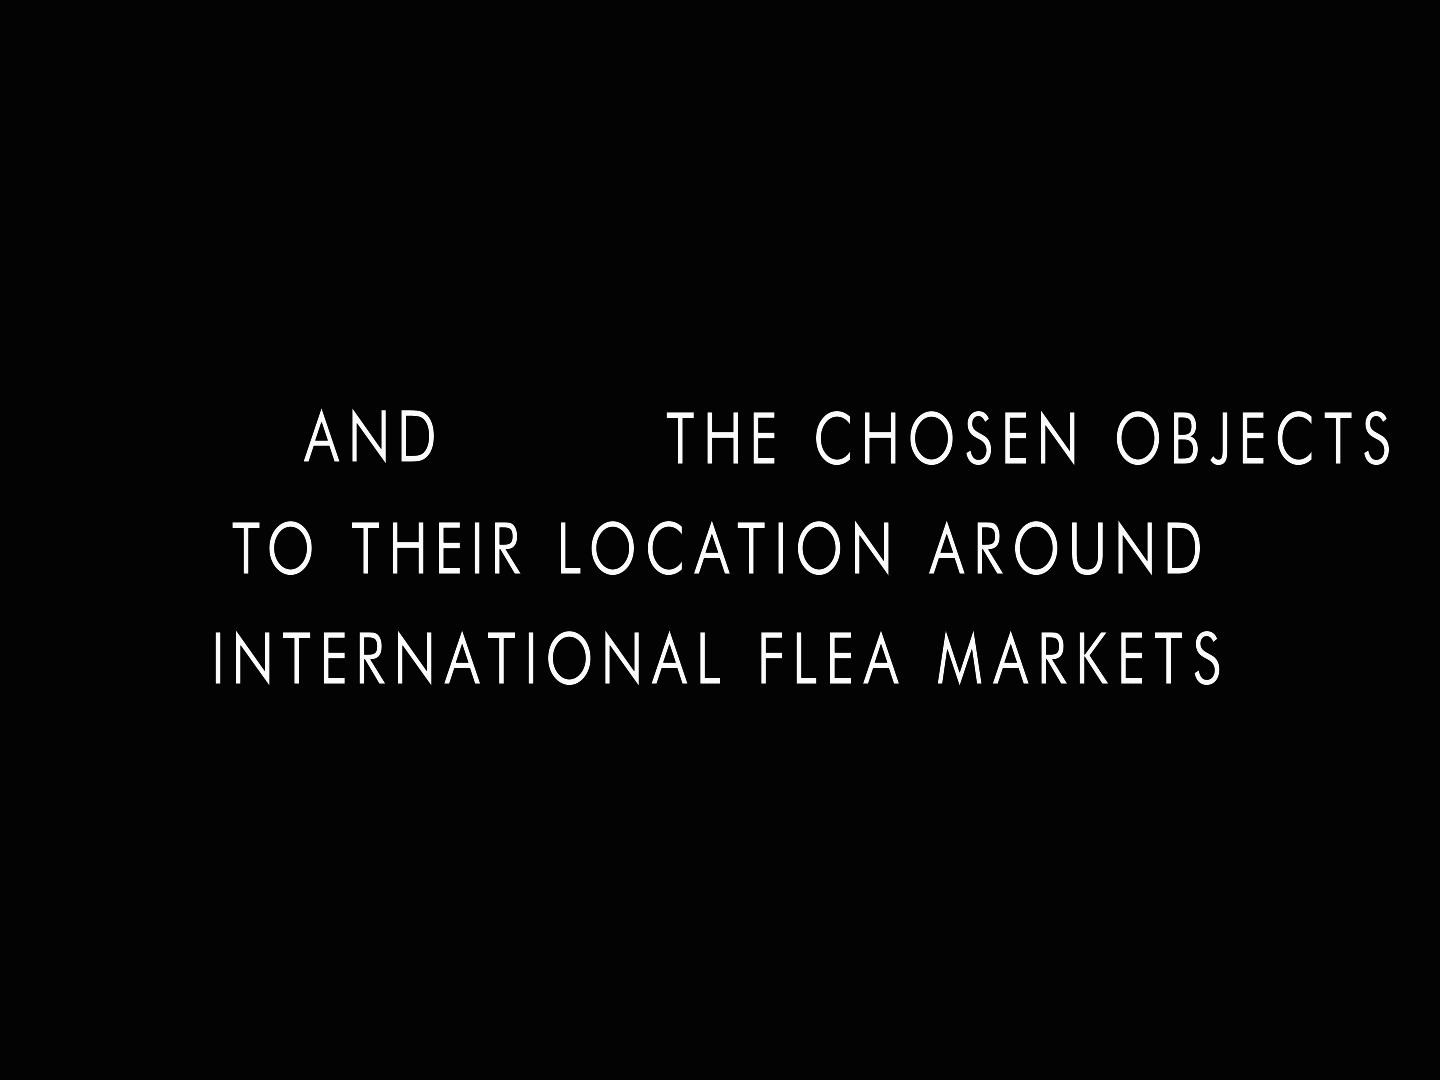 AND THE CHOSEN OBJECTS
TO THEIR LOCATION AROUND
INTERNATIONAL FLEA MARKETS